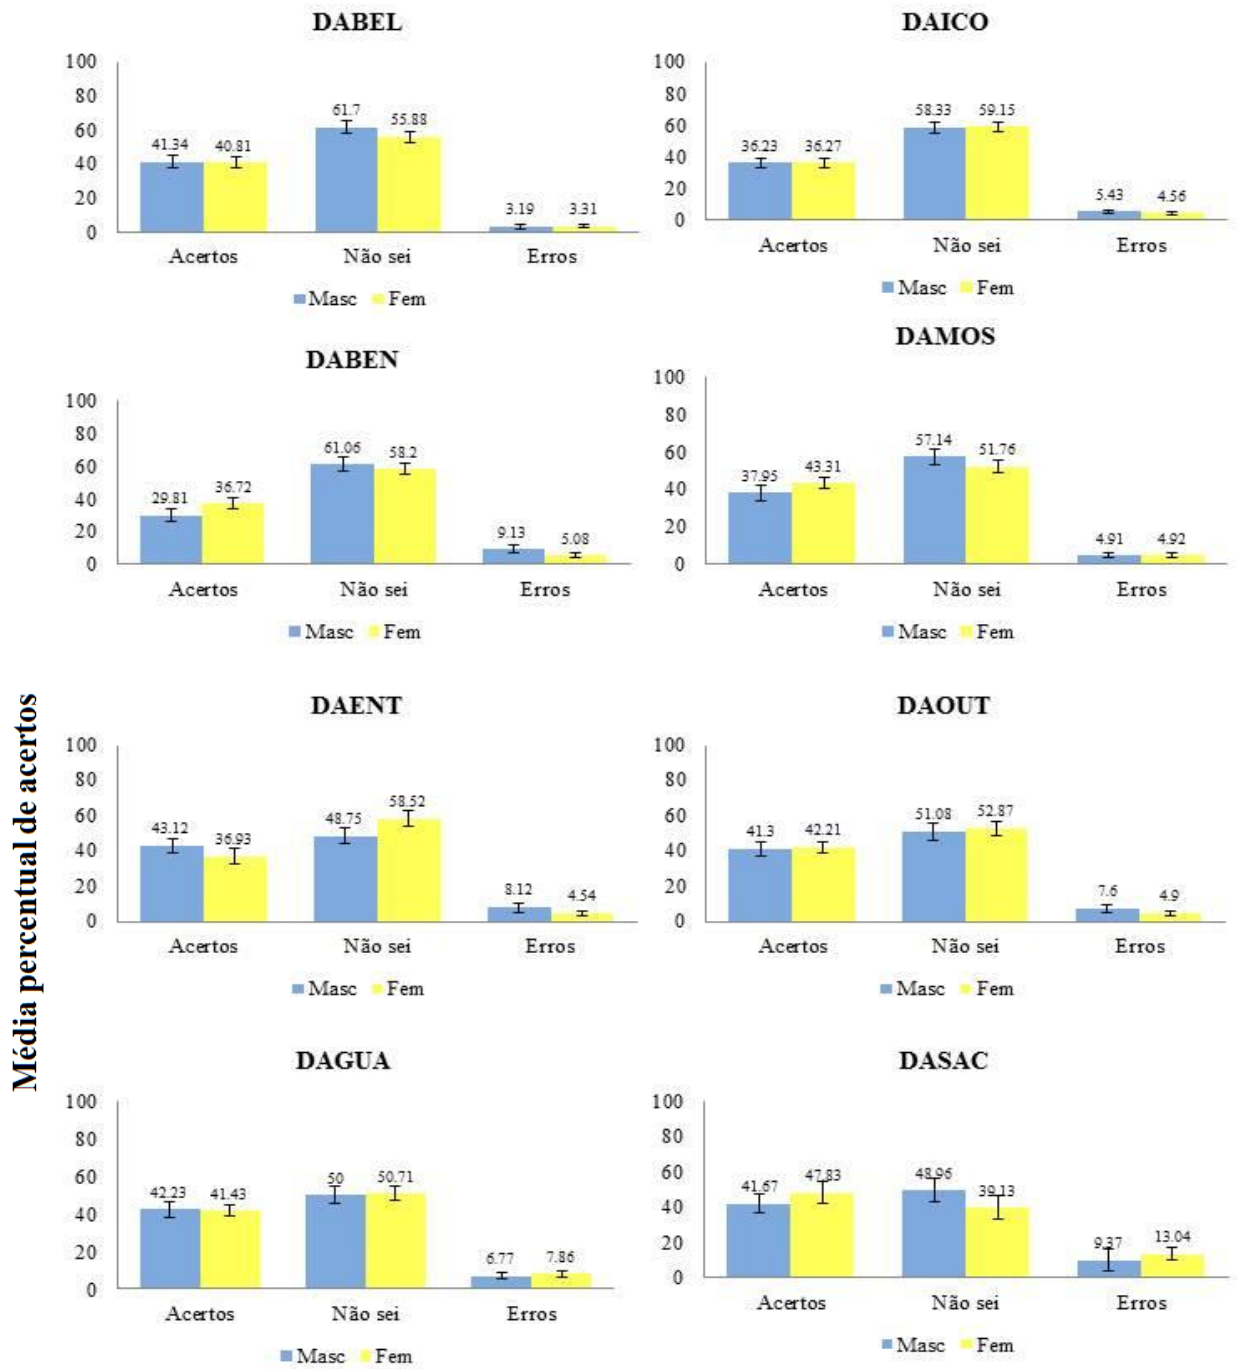 DABEL
100
80
60
40
20
0
41.34 40.81 61.7 55.88 3.19 3.31
Acertos Não sei Erros
Masc Fem
DAICO
100
80
60
40
20
0
36.23 36.27 58.33 59.15 5.43 4.56
Acertos Não sei Erros
Masc Fem
DABEN
100
80
60
40
20
0
29.81 36.72 61.06 58.2 9.13 5.08
Acertos Não sei Erros
Masc Fem
DAMOS
100
80
60
40
20
0
37.95 43.31 57.14 51.76 4.91 4.92
Acertos Não sei Erros
Masc Fem
Média percentual de acertos
DAENT
100
80
60
40
20
0
43.12 36.93 48.75 58.52 8.12 4.54
Acertos Não sei Erros
Masc Fem
DAOUT
100
80
60
40
20
0
41.3 42.21 51.08 52.87 7.6 4.9
Acertos Não sei Erros
Masc Fem
DAGUA
100
80
60
40
20
0
42.23 41.43 50 50.71 6.77 7.86
Acertos Não sei Erros
Masc Fem
DASAC
100
80
60
40
20
0
41.67 47.83 48.96 39.13 9.37 13.04
Acertos Não sei Erros
Masc Fem